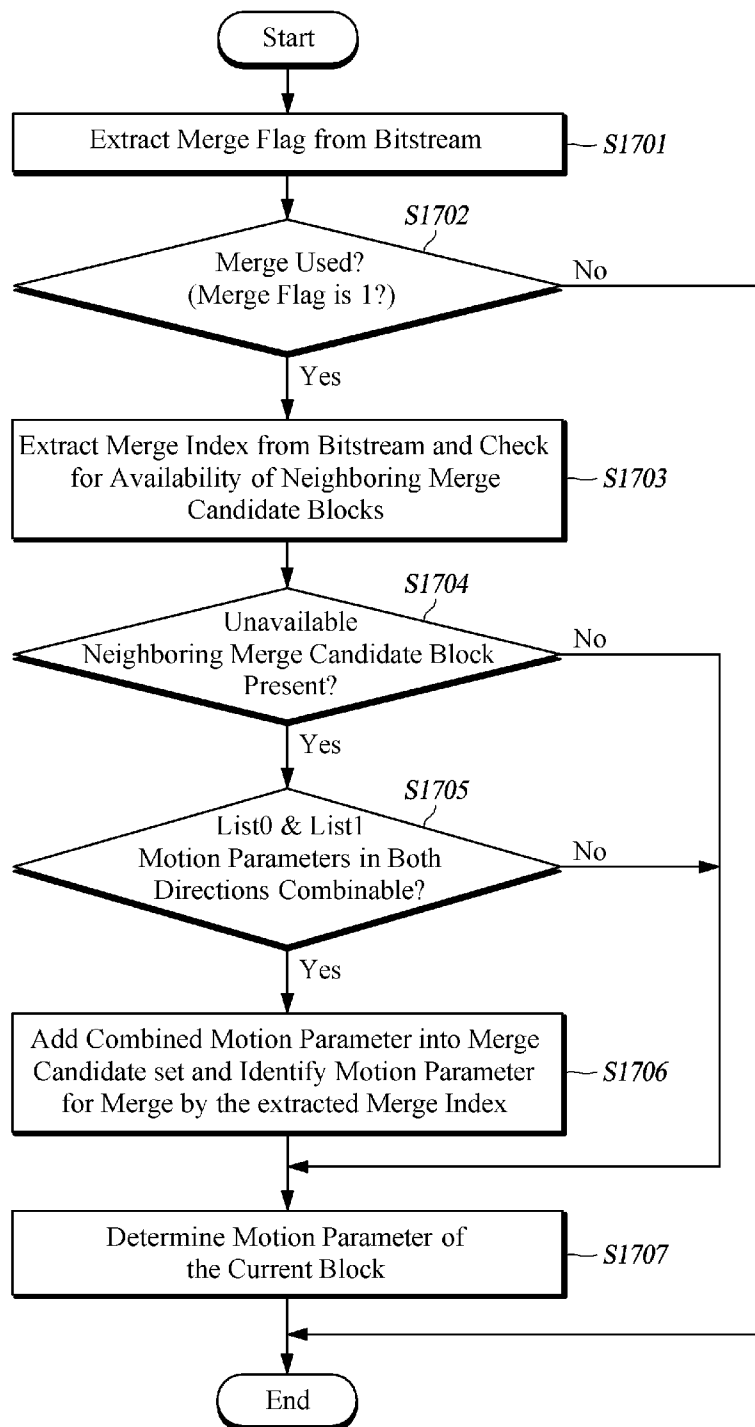 Start
Extract Merge Flag from Bitstream
S1701
S1702
Merge Used?
(Merge Flag is 1?)
No
Yes
Extract Merge Index from Bitstream and Check
for Availability of Neighboring Merge
Candidate Blocks
S1703
S1704
Unavailable
Neighboring Merge Candidate Block
Present?
No
Yes
S1705
List0 & List1
Motion Parameters in Both
Directions Combinable?
No
Yes
Add Combined Motion Parameter into Merge
Candidate set and Identify Motion Parameter
for Merge by the extracted Merge Index
S1706
Determine Motion Parameter of
the Current Block
S1707
End